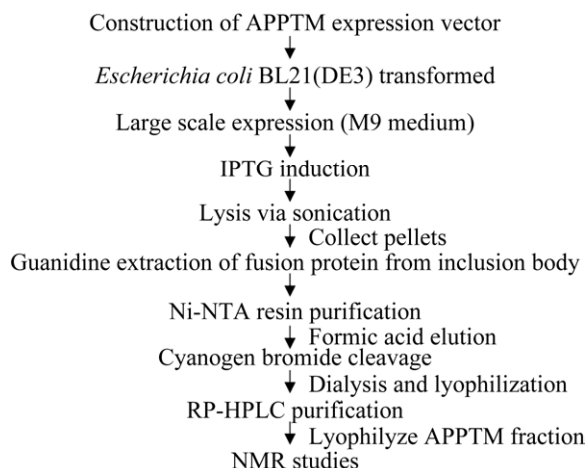 Construction of APPTM expression vector
Escherichia coli BL21(DE3) transformed
Large scale expression (M9 medium)
IPTG induction
Lysis via sonication
Collect pellets
Guanidine extraction of fusion protein from inclusion body
Ni-NTA resin purification
Formic acid elution
Cyanogen bromide cleavage
Dialysis and lyophilization
RP-HPLC purification
Lyophilyze APPTM fraction
NMR studies